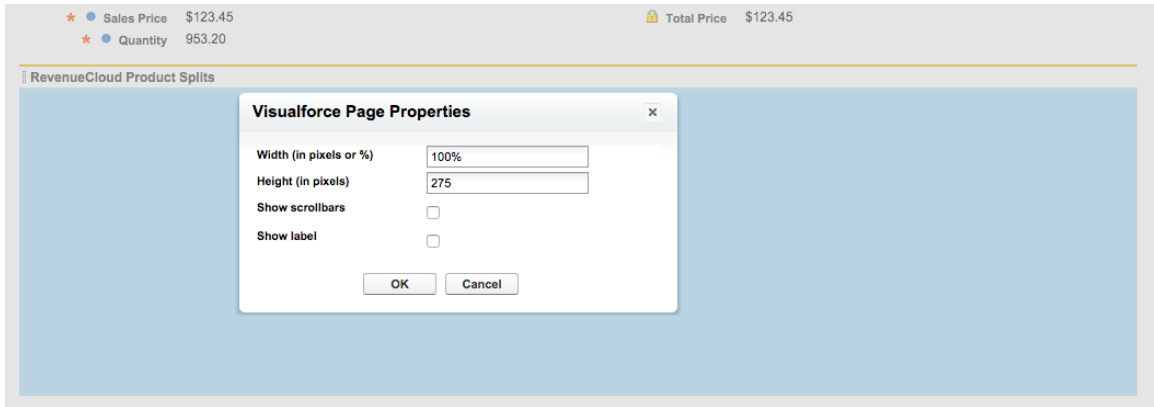 * Sales Price $123.45 Total Price $123.45
* Quantity 953.20
RevenueCloud Product Splits
Visualforce Page Properties x
Width (in pixels or %) 100%
Height (in pixels) 275
Show scrollbars
Show label
OK Cancel